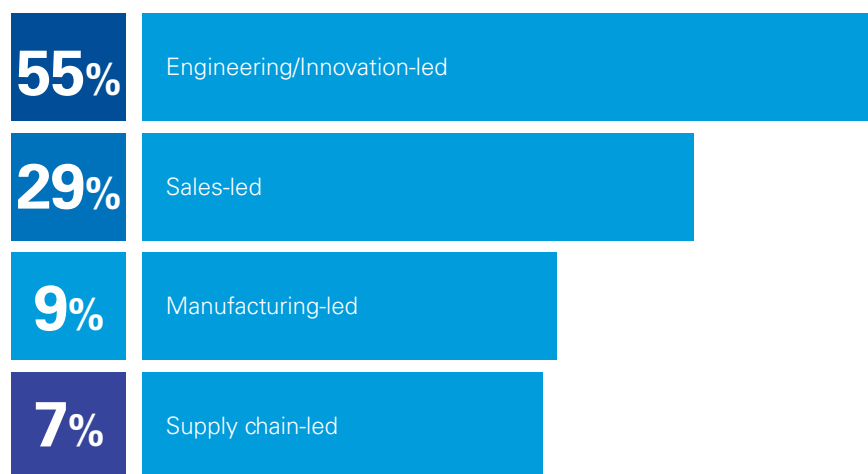 55% Engineering/Innovation-led
29% Sales-led
9% Manufacturing-led
7% Supply chain-led